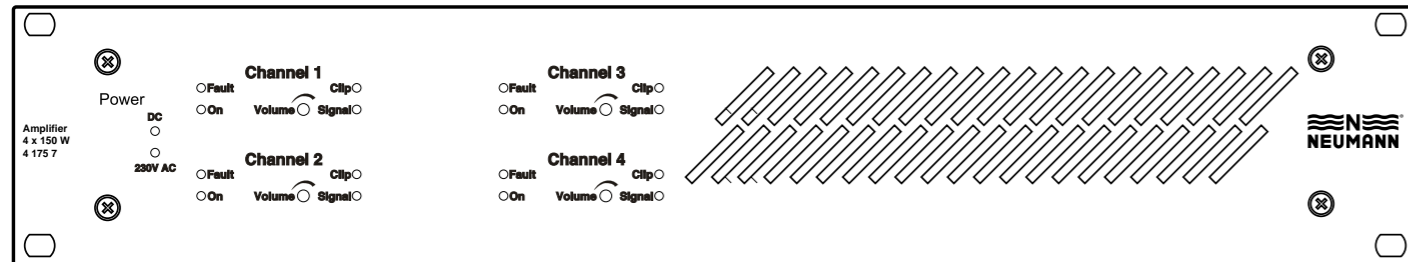 Amplifier
4 x 150 W
4 175 7
Power
DC
230V AC
Channel 1
Fault Clip
On Volume Signal
Channel 2
Fault Clip
On Volume Signal
Channel 3
Fault Clip
On Volume Signal
Channel 4
Fault Clip
On Volume Signal
N
NEUMANN